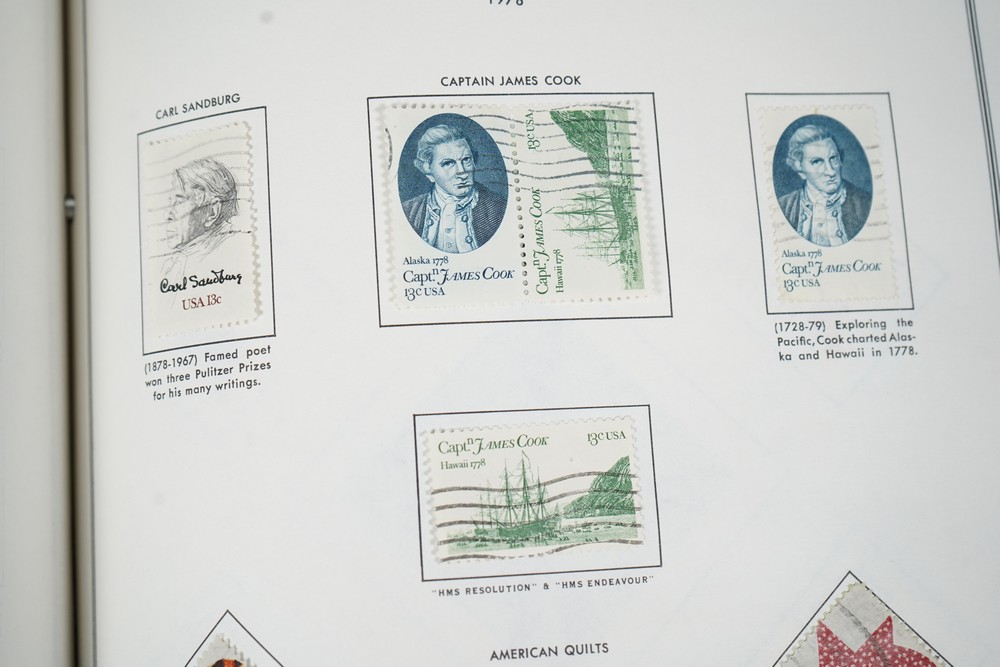 1978
CARL SANDBURG
Carl Sandburg
USA 13c
(1878-1967) Famed poet
won three Pulitzer Prizes
for his many writings.
CAPTAIN JAMES COOK
Alaska 1778
Captn JAMES COOK
13c USA
Captn JAMES COOK
Hawaii 1778
13c USA
Alaska 1778
Captn JAMES COOK
13c USA
(1728-79) Exploring the
Pacific, Cook charted Alas-
ka and Hawaii in 1778.
Captn JAMES COOK
13c USA
Hawaii 1778
"HMS RESOLUTION" & "HMS ENDEAVOUR"
AMERICAN QUILTS